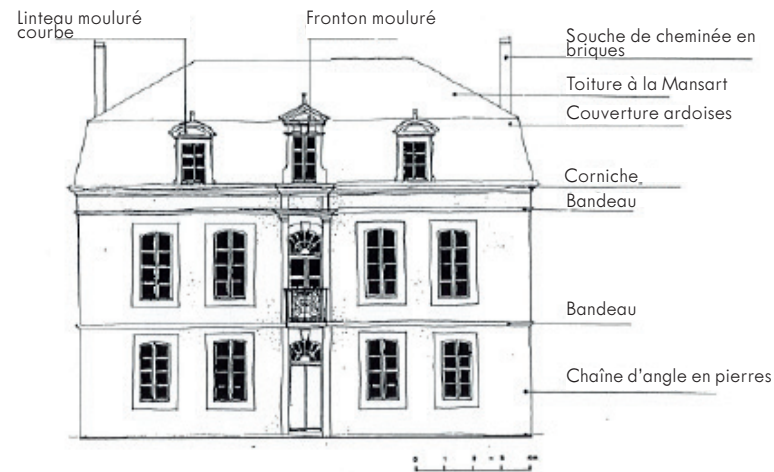 Linteau mouluré
courbe
Fronton mouluré
Souche de cheminée en
briques
Toiture à la Mansart
Couverture ardoises
Corniche
Bandeau
Bandeau
Chaîne d'angle en pierres